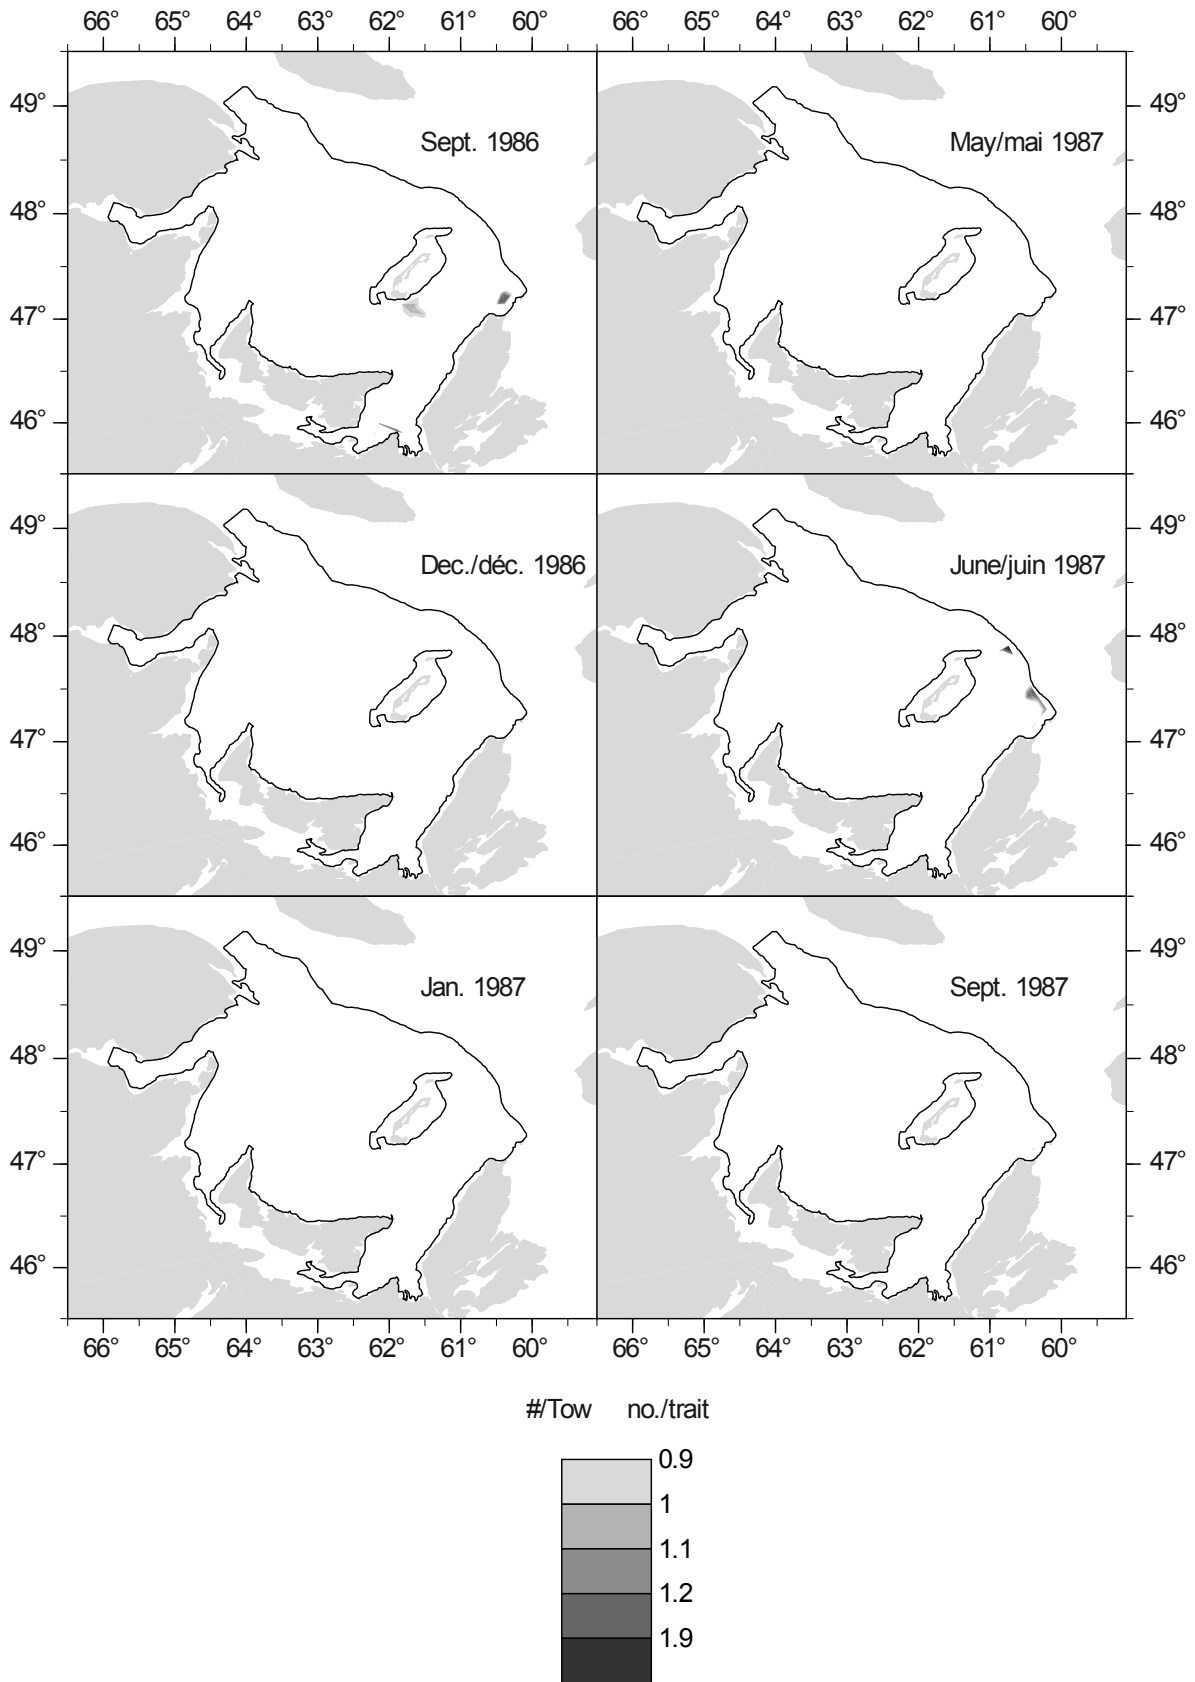 66° 65° 64° 63° 62° 61° 60° 66° 65° 64° 63° 62° 61° 60°
49° 49°
Sept. 1986 May/mai 1987
48° 48°
47° 47°
46° 46°
49° 49°
Dec./déc. 1986 June/juin 1987
48° 48°
47° 47°
46° 46°
49° 49°
Jan. 1987 Sept. 1987
48° 48°
47° 47°
46° 46°
66° 65° 64° 63° 62° 61° 60° 66° 65° 64° 63° 62° 61° 60°
#/Tow no./trait
0.9
1
1.1
1.2
1.9